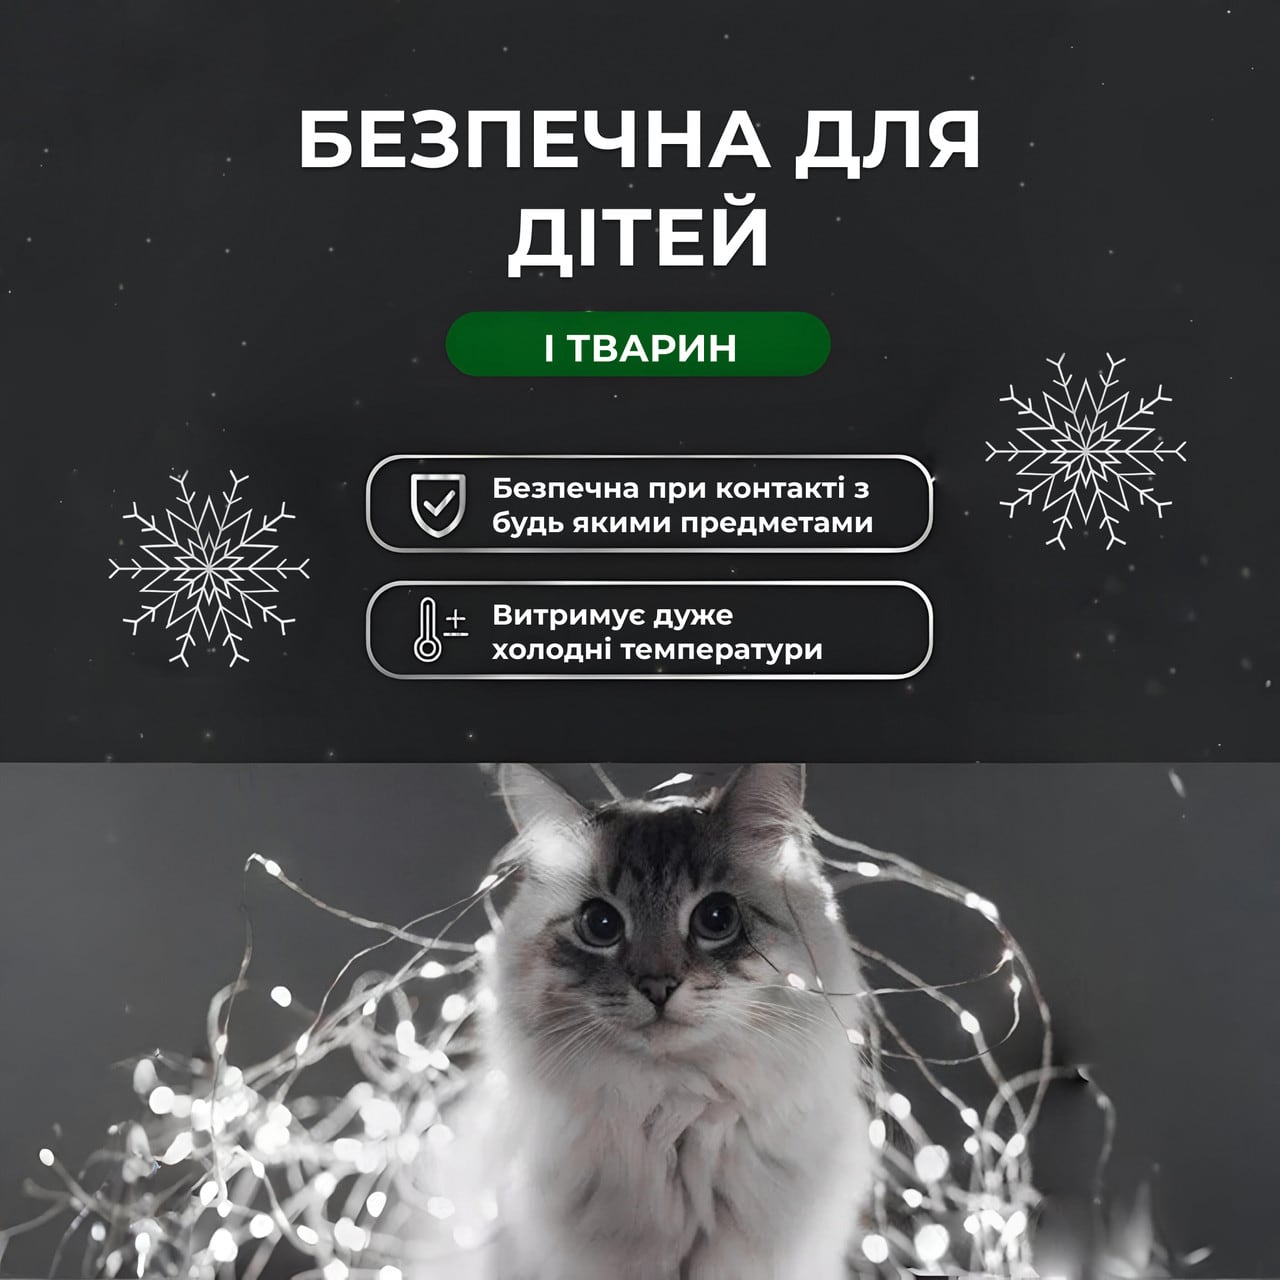 БЕЗПЕЧНА ДЛЯ
ДІТЕЙ
І ТВАРИН
Безпечна при контакті з
будь якими предметами
Витримує дуже
холодні температури